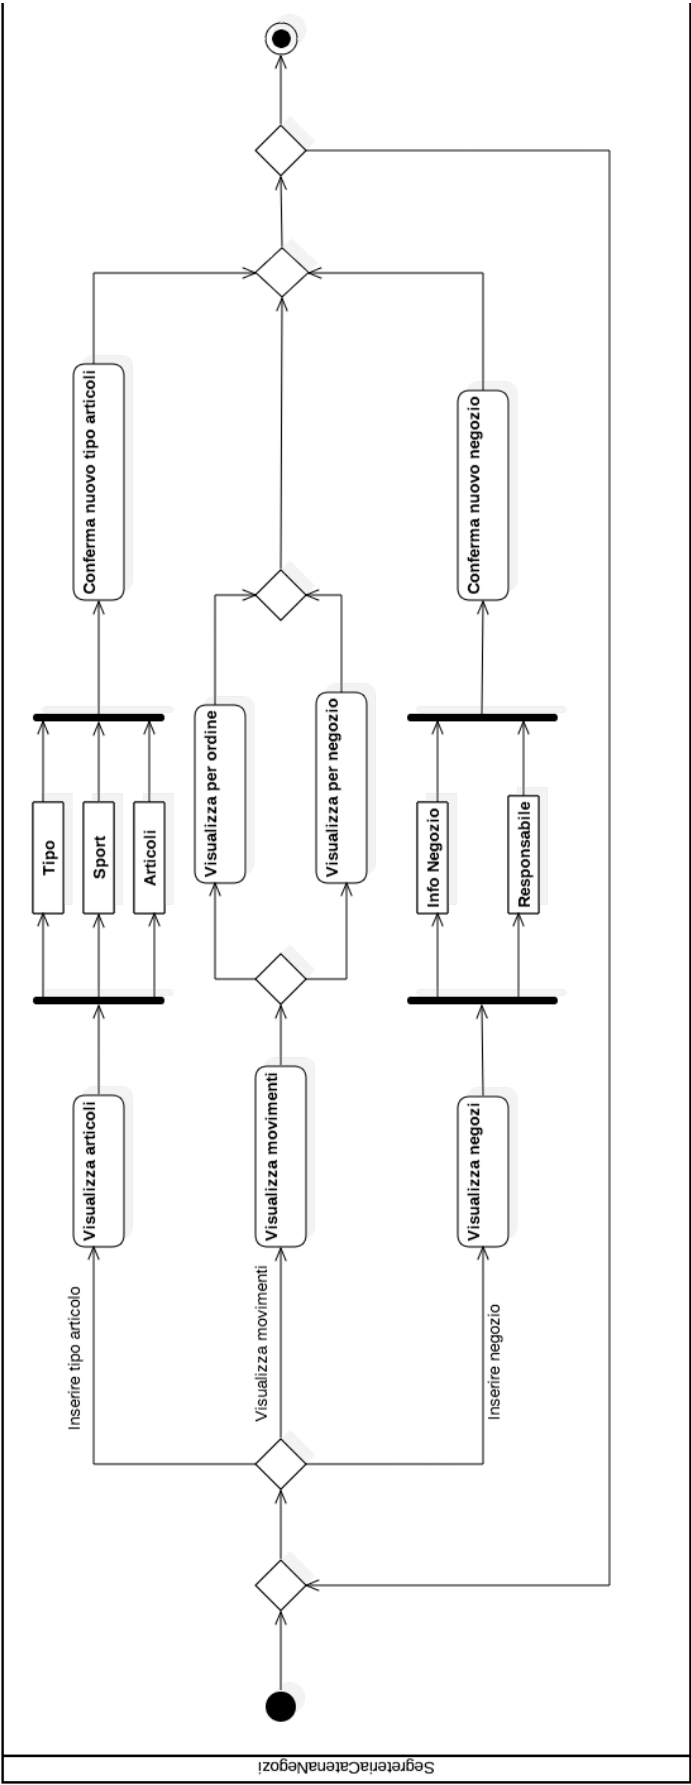 SegreteriaCatenaNegozi
Inserire tipo articolo
Visualizza articoli
Tipo
Sport
Articoli
Conferma nuovo tipo articoli
Visualizza movimenti
Visualizza movimenti
Visualizza per ordine
Visualizza per negozio
Inserire negozio
Visualizza negozi
Info Negozio
Responsabile
Conferma nuovo negozio